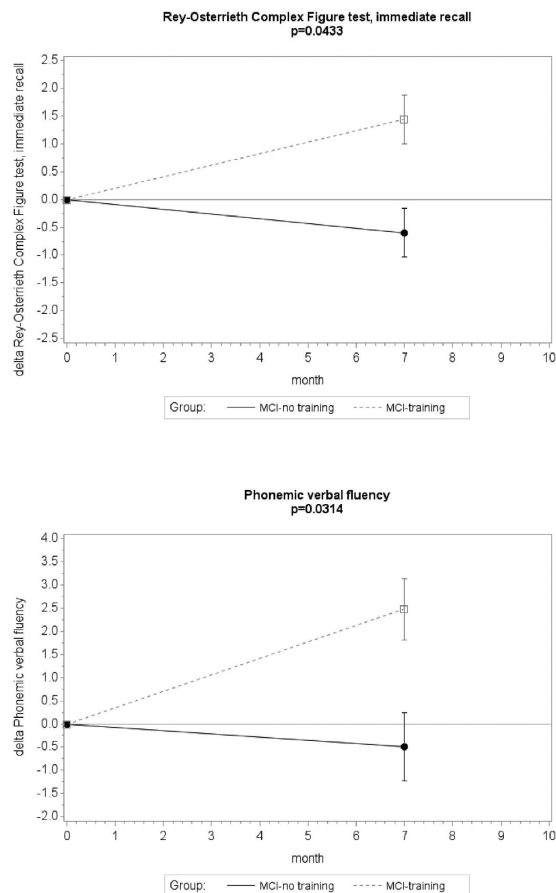 Rey-Osterrieth Complex Figure test, immediate recall
p=0.0433
delta Rey-Osterrieth Complex Figure test, immediate recall
2.5
2.0
1.5
1.0
0.5
0.0
-0.5
-1.0
-1.5
-2.0
-2.5
0 1 2 3 4 5 6 7 8 9 10
month
Group: MCI-no training MCI-training
Phonemic verbal fluency
p=0.0314
delta Phonemic verbal fluency
4.0
3.5
3.0
2.5
2.0
1.5
1.0
0.5
0.0
-0.5
-1.0
-1.5
-2.0
0 1 2 3 4 5 6 7 8 9 10
month
Group: MCI-no training MCI-training